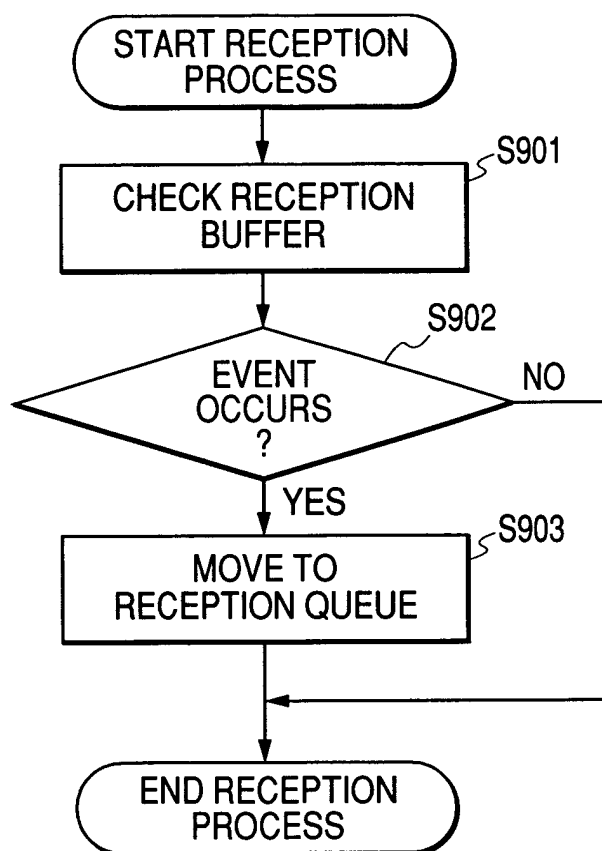 START RECEPTION
PROCESS
S901
CHECK RECEPTION
BUFFER
S902
EVENT
OCCURS
?
NO
YES
S903
MOVE TO
RECEPTION QUEUE
END RECEPTION
PROCESS